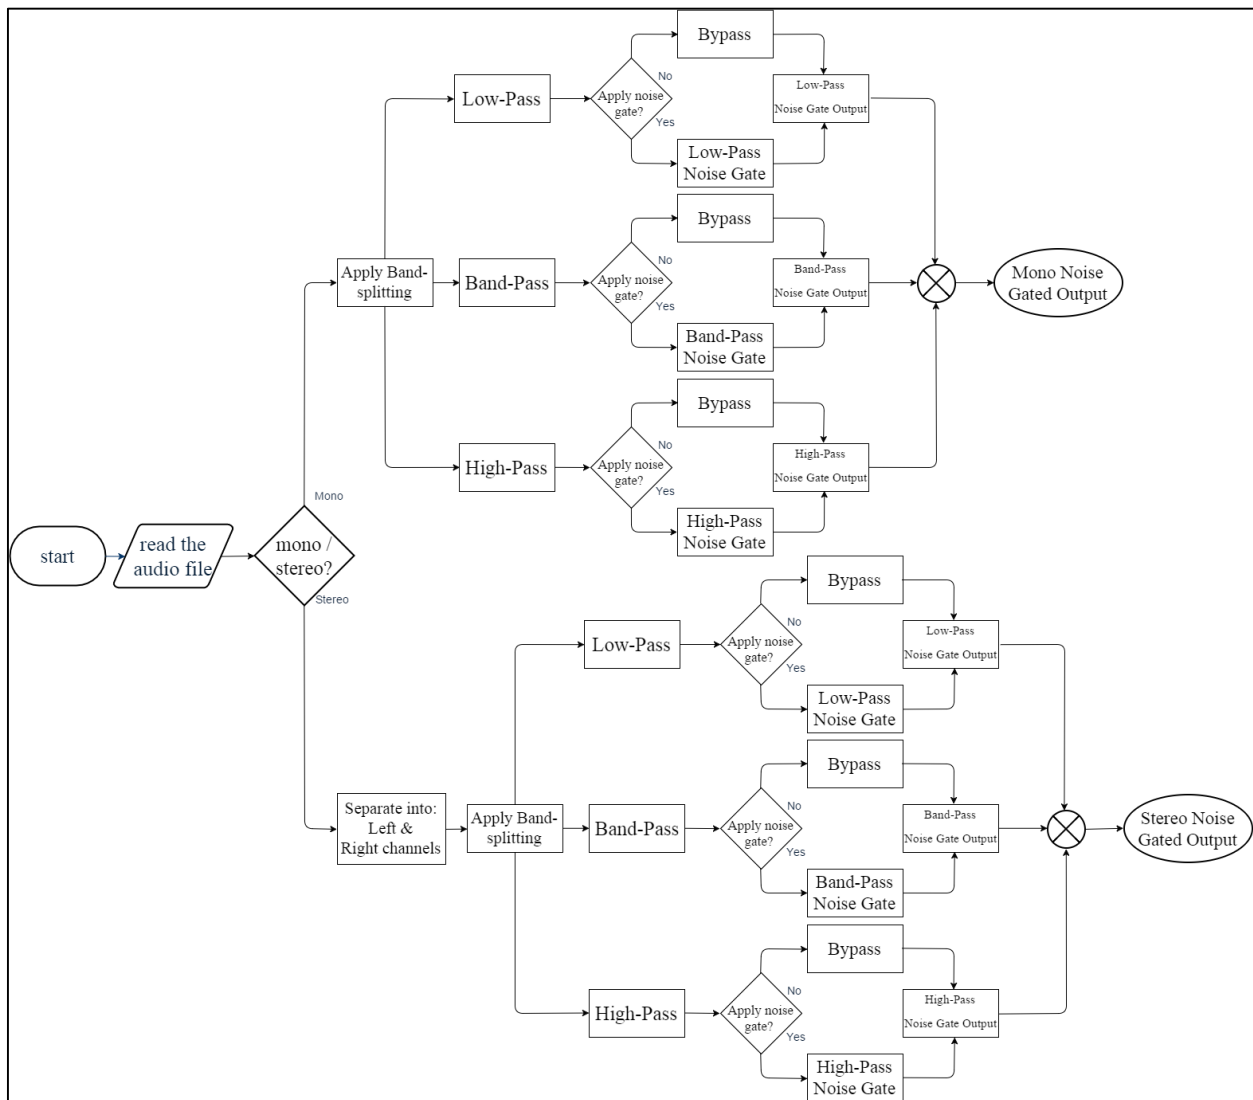 Bypass
No
Low-Pass
Apply noise
gate?
Low-Pass
Noise Gate Output
Yes
Low-Pass
Noise Gate
Bypass
No
Apply Band-
splitting
Band-Pass
Apply noise
gate?
Band-Pass
Noise Gate Output
Mono Noise
Gated Output
Yes
Band-Pass
Noise Gate
Bypass
No
High-Pass
Apply noise
gate?
High-Pass
Noise Gate Output
Yes
High-Pass
Noise Gate
Mono
start
read the
audio file
mono /
stereo?
Stereo
Bypass
No
Low-Pass
Apply noise
gate?
Low-Pass
Noise Gate Output
Yes
Low-Pass
Noise Gate
Bypass
No
Separate into:
Left &
Right channels
Apply Band-
splitting
Band-Pass
Apply noise
gate?
Band-Pass
Noise Gate Output
Stereo Noise
Gated Output
Yes
Band-Pass
Noise Gate
Bypass
No
High-Pass
Apply noise
gate?
High-Pass
Noise Gate Output
Yes
High-Pass
Noise Gate